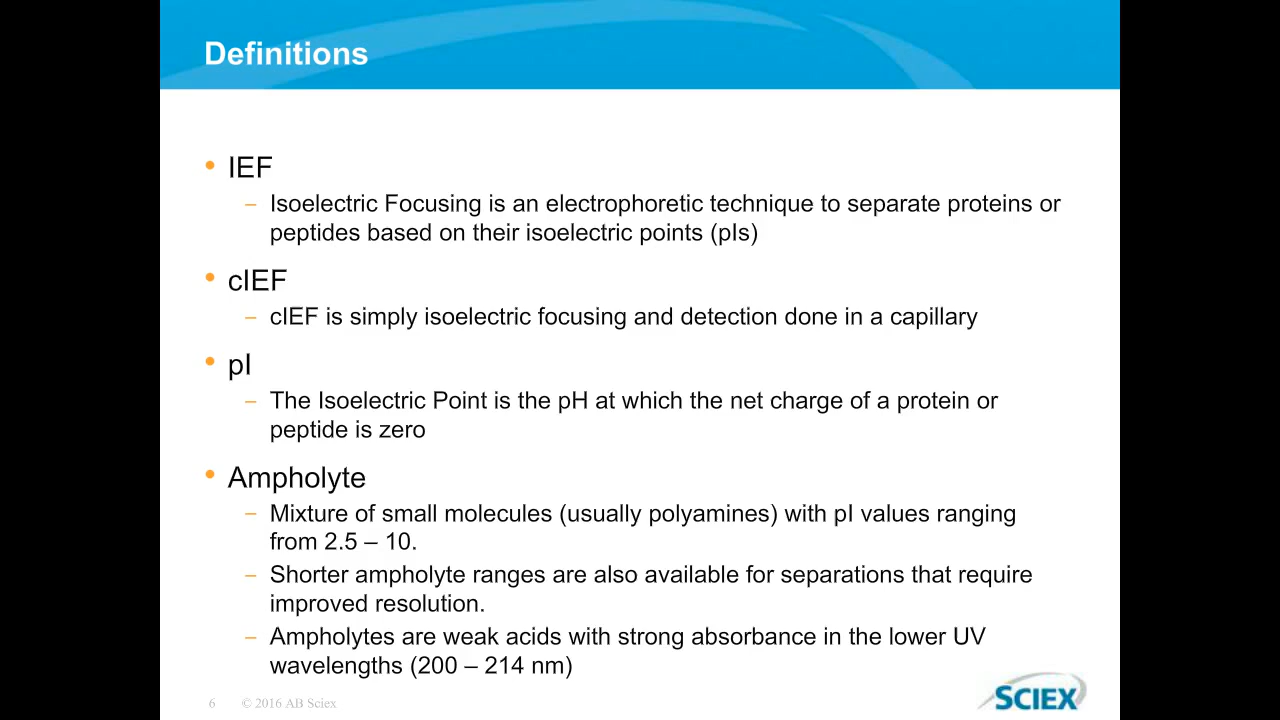 Definitions
• IEF
– Isoelectric Focusing is an electrophoretic technique to separate proteins or
peptides based on their isoelectric points (pIs)
• cIEF
– cIEF is simply isoelectric focusing and detection done in a capillary
• pI
– The Isoelectric Point is the pH at which the net charge of a protein or
peptide is zero
• Ampholyte
– Mixture of small molecules (usually polyamines) with pI values ranging
from 2.5 – 10.
– Shorter ampholyte ranges are also available for separations that require
improved resolution.
– Ampholytes are weak acids with strong absorbance in the lower UV
wavelengths (200 – 214 nm)
6 © 2016 AB Sciex
SCIEX